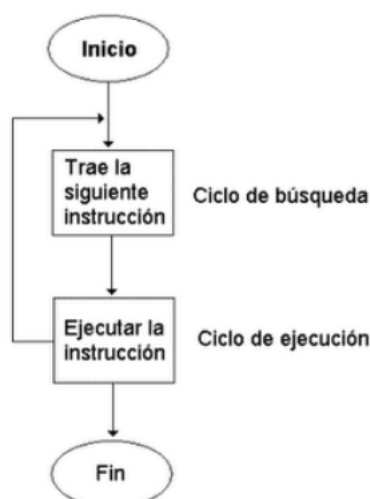 Inicio
Trae la
siguiente
instrucción
Ciclo de búsqueda
Ejecutar la
instrucción
Ciclo de ejecución
Fin